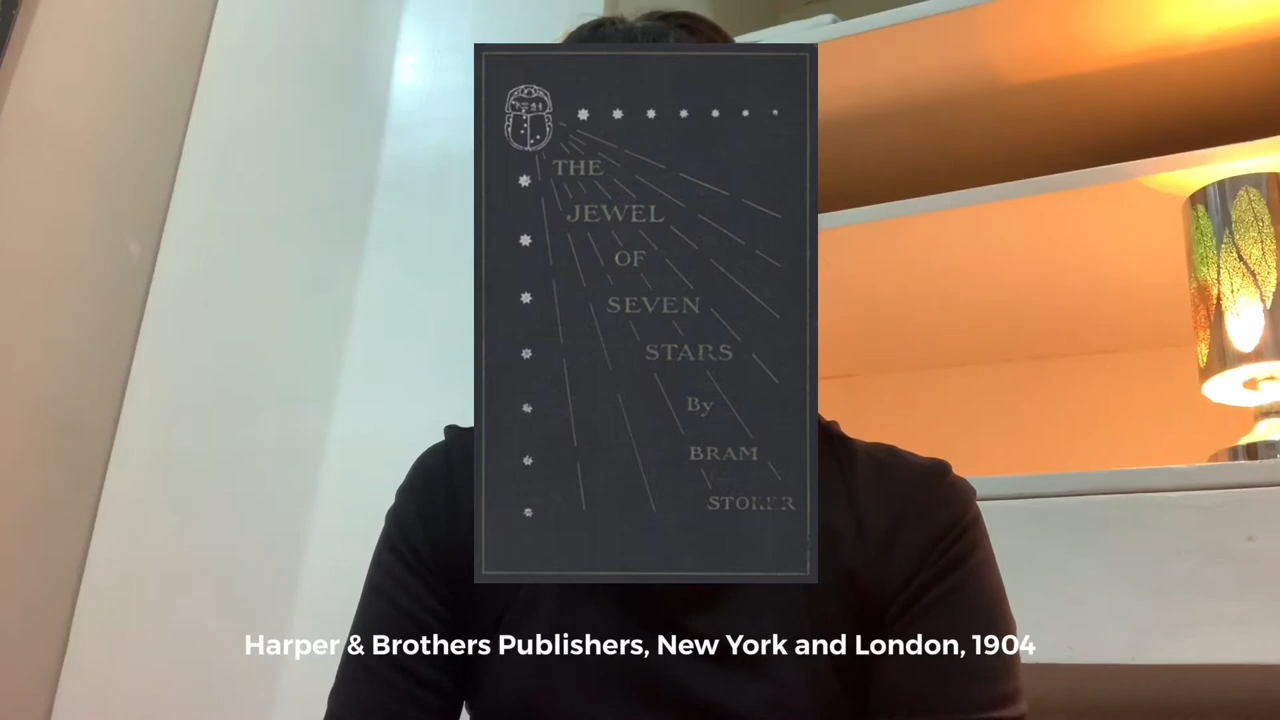 THE
JEWEL
OF
SEVEN
STARS
By
BRAM
STOKER
Harper & Brothers Publishers, New York and London, 1904